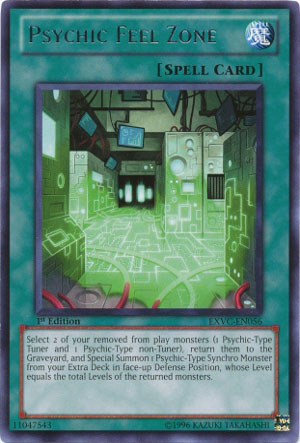 PSYCHIC FEEL ZONE
[SPELL CARD]
1st Edition
EXVC-EN056
Select 2 of your removed from play monsters (1 Psychic-Type
Tuner and 1 Psychic-Type non-Tuner), return them to the
Graveyard, and Special Summon 1 Psychic-Type Synchro Monster
from your Extra Deck in face-up Defense Position, whose Level
equals the total Levels of the returned monsters.
11047543
©1996 KAZUKI TAKAHASHI